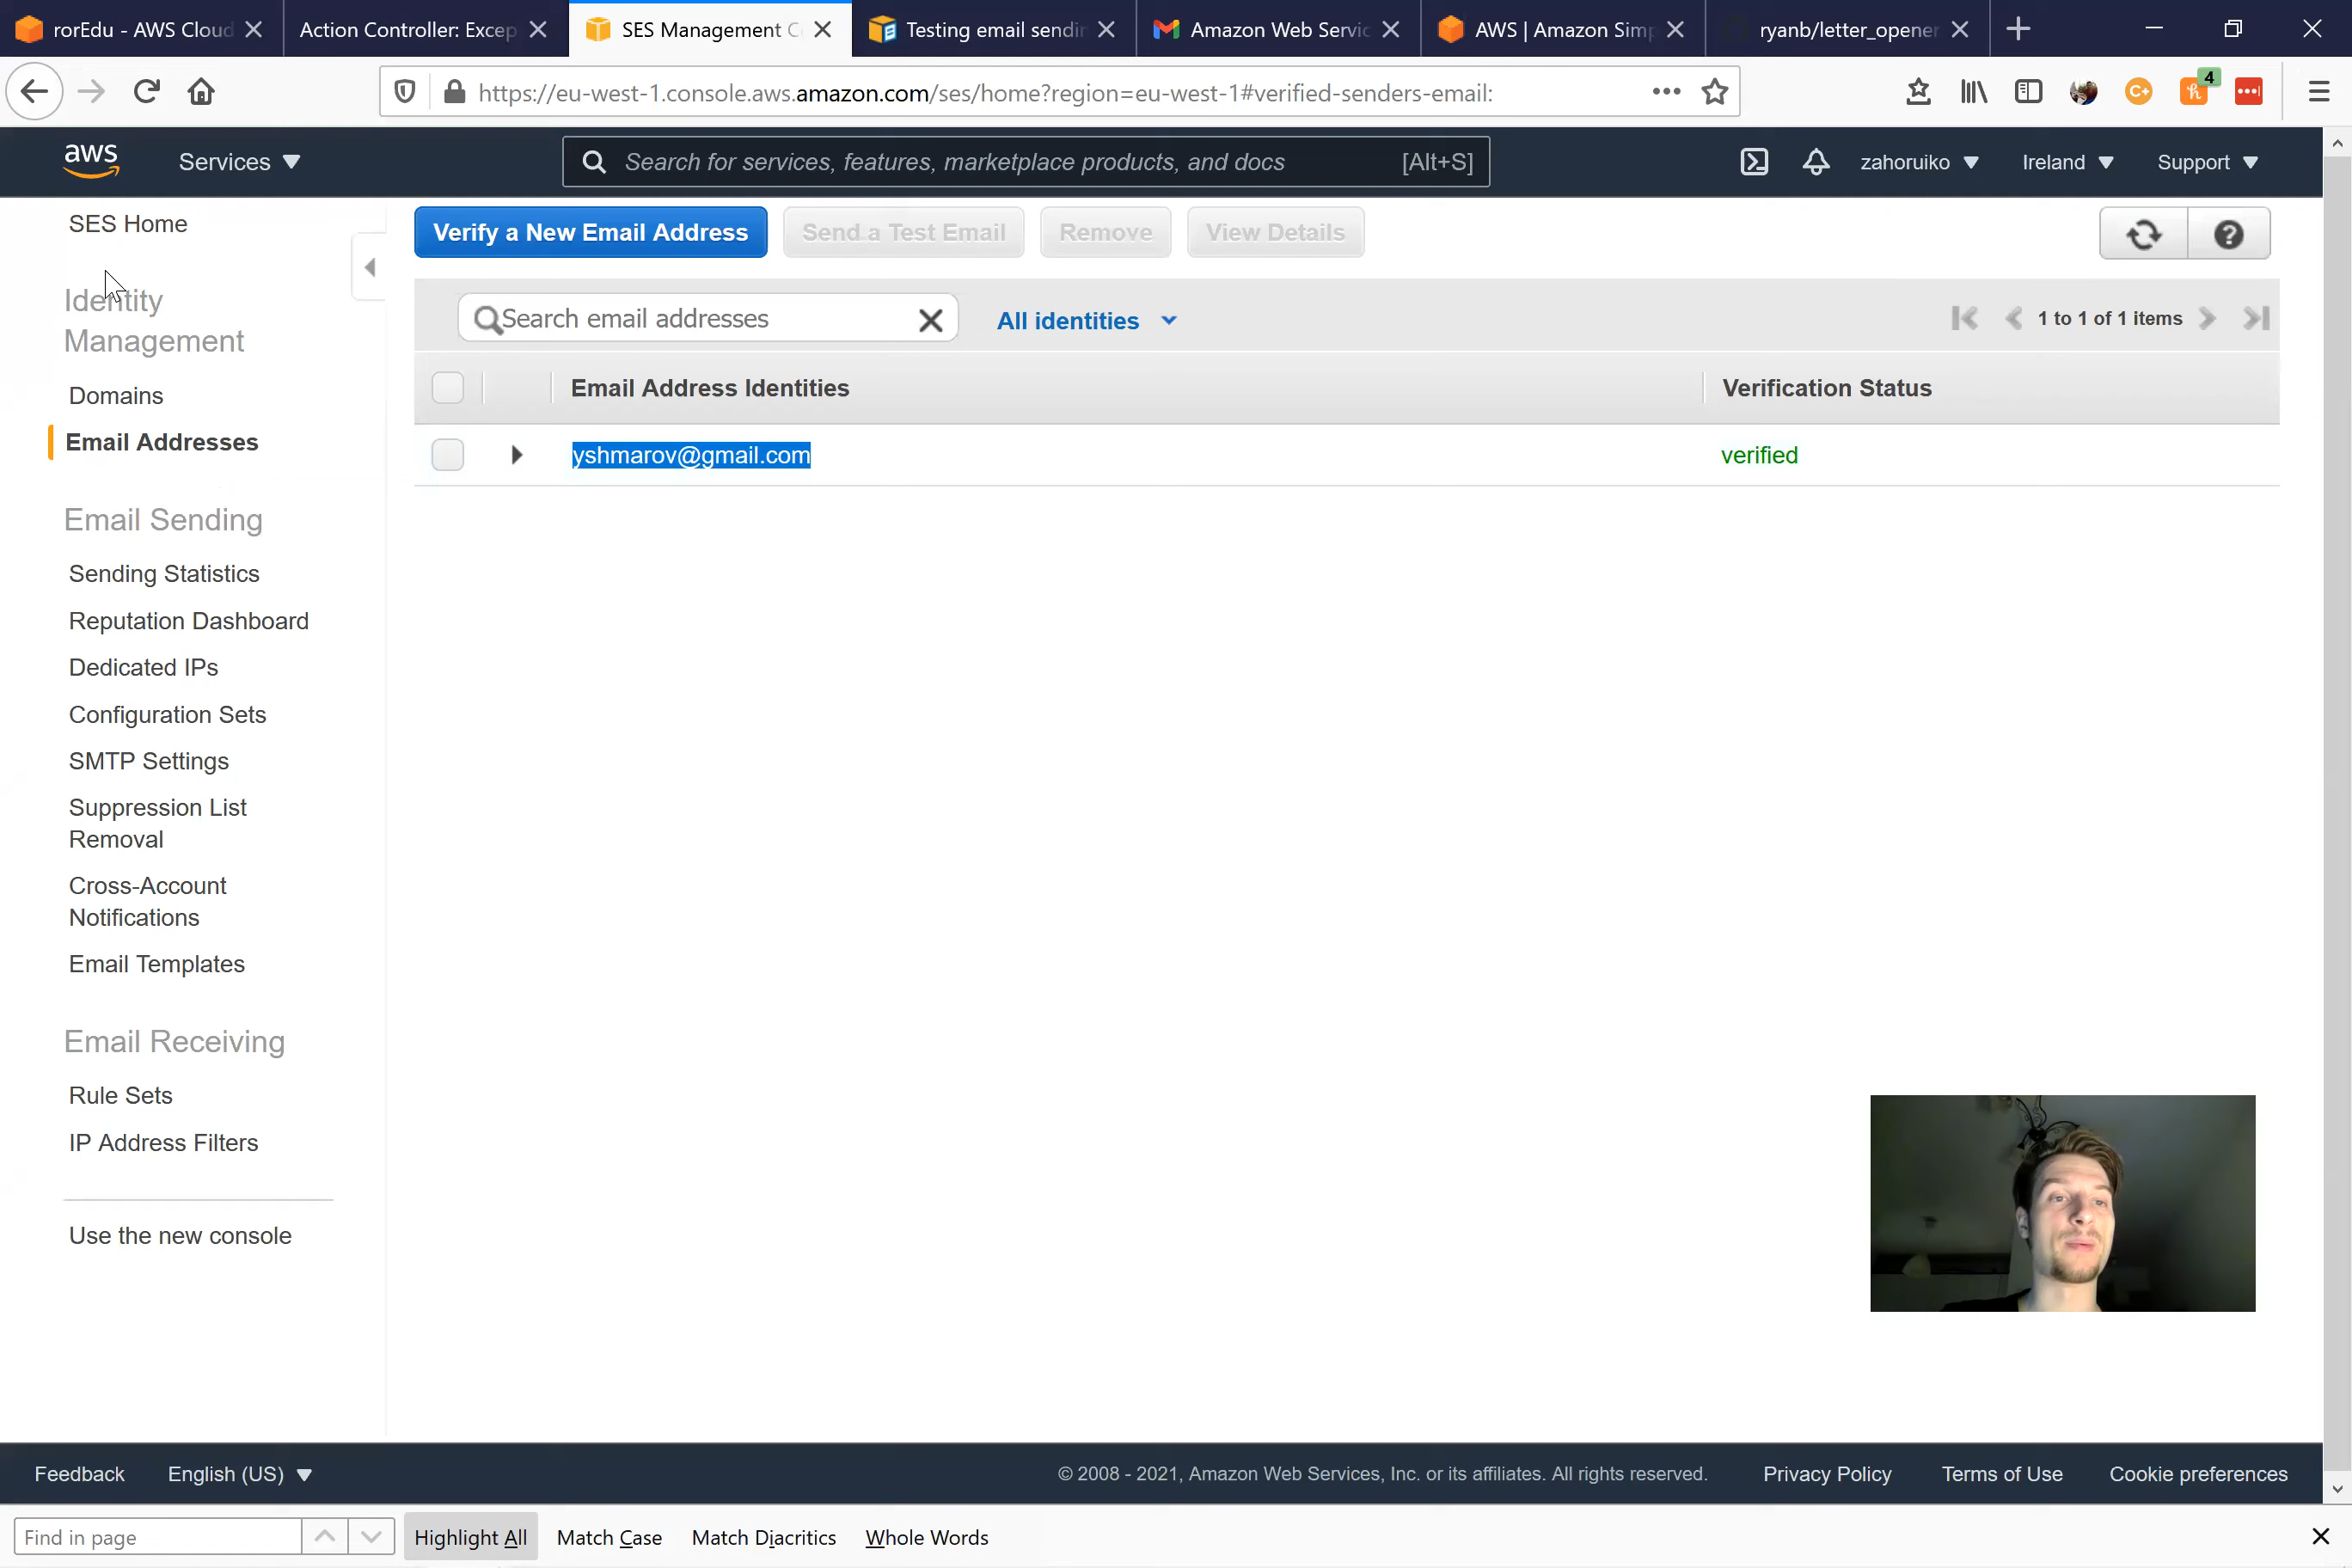 rorEdu - AWS Cloud
Action Controller: Excep
SES Management C
Testing email sendin
Amazon Web Servic
AWS | Amazon Simp
ryanb/letter_opener
https://eu-west-1.console.aws.amazon.com/ses/home?region=eu-west-1#verified-senders-email:
4
aws
Services
Search for services, features, marketplace products, and docs
[Alt+S]
zahoruiko
Ireland
Support
SES Home
Verify a New Email Address
Send a Test Email
Remove
View Details
Identity
Management
Search email addresses
All identities
1 to 1 of 1 items
Domains
Email Address Identities
Verification Status
Email Addresses
yshmarov@gmail.com
verified
Email Sending
Sending Statistics
Reputation Dashboard
Dedicated IPs
Configuration Sets
SMTP Settings
Suppression List
Removal
Cross-Account
Notifications
Email Templates
Email Receiving
Rule Sets
IP Address Filters
Use the new console
Feedback
English (US)
© 2008 - 2021, Amazon Web Services, Inc. or its affiliates. All rights reserved.
Privacy Policy
Terms of Use
Cookie preferences
Find in page
Highlight All
Match Case
Match Diacritics
Whole Words